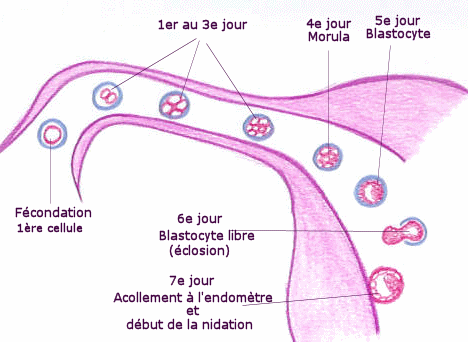 1er au 3e jour
4e jour
Morula
5e jour
Blastocyte
Fécondation
1ère cellule
6e jour
Blastocyte libre
(éclosion)
7e jour
Acollement à l'endomètre
et
début de la nidation